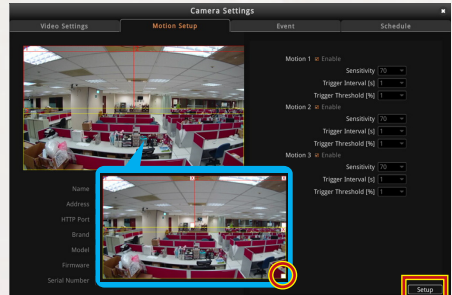 Camera Settings
Video Settings
Motion Setup
Event
Schedule
Motion 1 Enable
Sensitivity 70
Trigger Interval [s] 1
Trigger Threshold [%] 1
Motion 2 Enable
Sensitivity 70
Trigger Interval [s] 1
Trigger Threshold [%] 1
Motion 3 Enable
Sensitivity 70
Trigger Interval [s] 1
Trigger Threshold [%] 1
Name
Address
HTTP Port
Brand
Model
Firmware
Serial Number
Setup